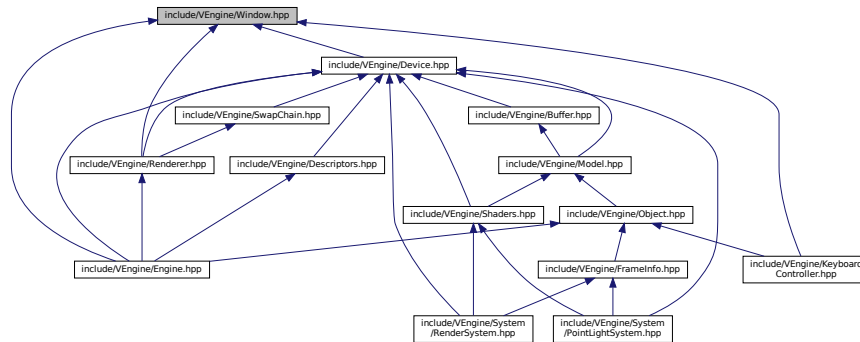 include/VEngine/Window.hpp
include/VEngine/Device.hpp
include/VEngine/SwapChain.hpp
include/VEngine/Buffer.hpp
include/VEngine/Renderer.hpp
include/VEngine/Descriptors.hpp
include/VEngine/Model.hpp
include/VEngine/Shaders.hpp
include/VEngine/Object.hpp
include/VEngine/Engine.hpp
include/VEngine/FrameInfo.hpp
include/VEngine/Keyboard
Controller.hpp
include/VEngine/System
/RenderSystem.hpp
include/VEngine/System
/PointLightSystem.hpp